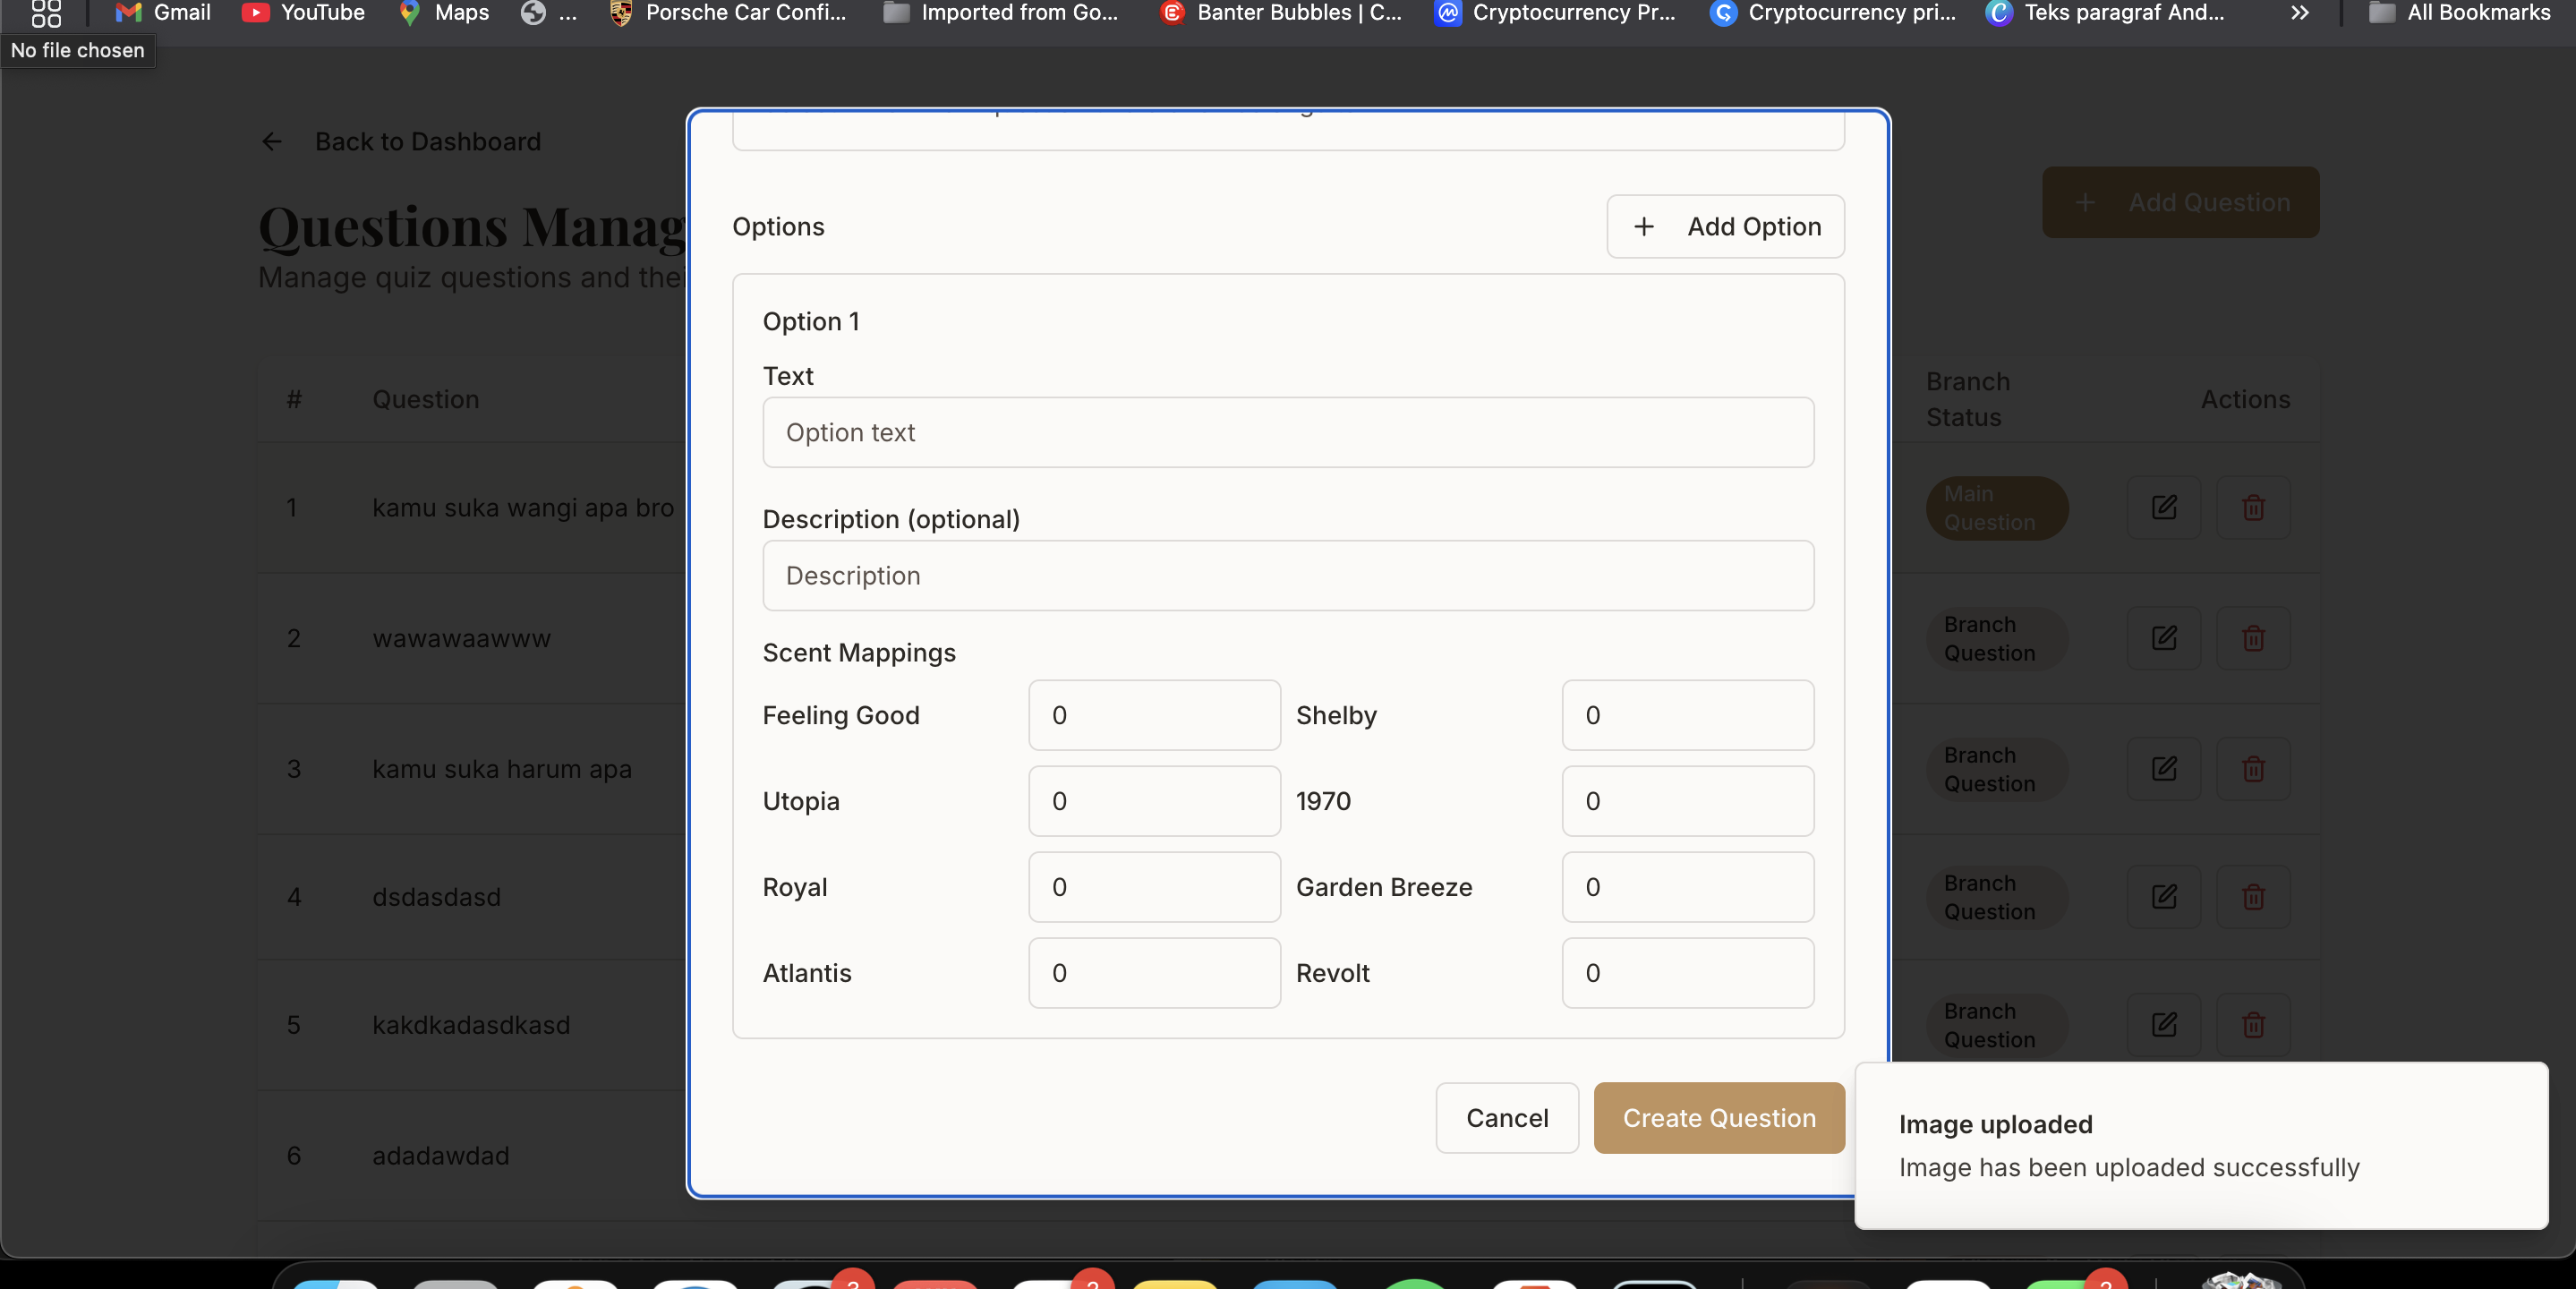 Gmail
YouTube
Maps
...
Porsche Car Confi...
Imported from Go...
Banter Bubbles | C...
Cryptocurrency Pr...
Cryptocurrency pri...
Teks paragraf And...
All Bookmarks
No file chosen
Back to Dashboard
Questions Manag
Manage quiz questions and thei
Add Question
# Question
Branch Status
Actions
1 kamu suka wangi apa bro
Main Question
2 wawawaawww
Branch Question
3 kamu suka harum apa
Branch Question
4 dsdasdasd
Branch Question
5 kakdkadasdkasd
Branch Question
6 adadawdad
Options
+ Add Option
Option 1
Text
Option text
Description (optional)
Description
Scent Mappings
Feeling Good 0 Shelby 0
Utopia 0 1970 0
Royal 0 Garden Breeze 0
Atlantis 0 Revolt 0
Cancel
Create Question
Image uploaded
Image has been uploaded successfully